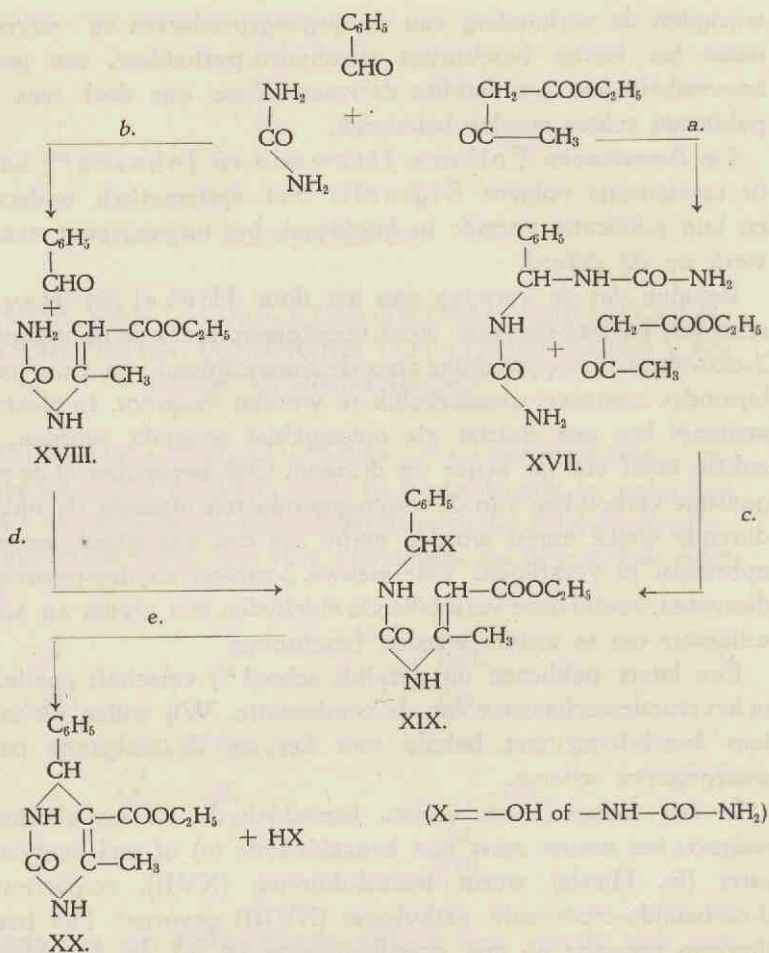 C₆H₅
CHO
NH₂ CH₂—COOC₂H₅
b. CO + OC—CH₃ a.
NH₂
C₆H₅
CHO
+
NH₂ CH—COOC₂H₅
CO C—CH₃
NH
XVIII.
C₆H₅
CH—NH—CO—NH₂
NH CH₂—COOC₂H₅
CO + OC—CH₃
NH₂
XVII.
d. c.
C₆H₅
CHX
NH CH—COOC₂H₅
CO C—CH₃
NH
XIX.
e.
C₆H₅
CH
NH C—COOC₂H₅
CO C—CH₃
NH
XX.
+ HX (X = —OH of —NH—CO—NH₂)